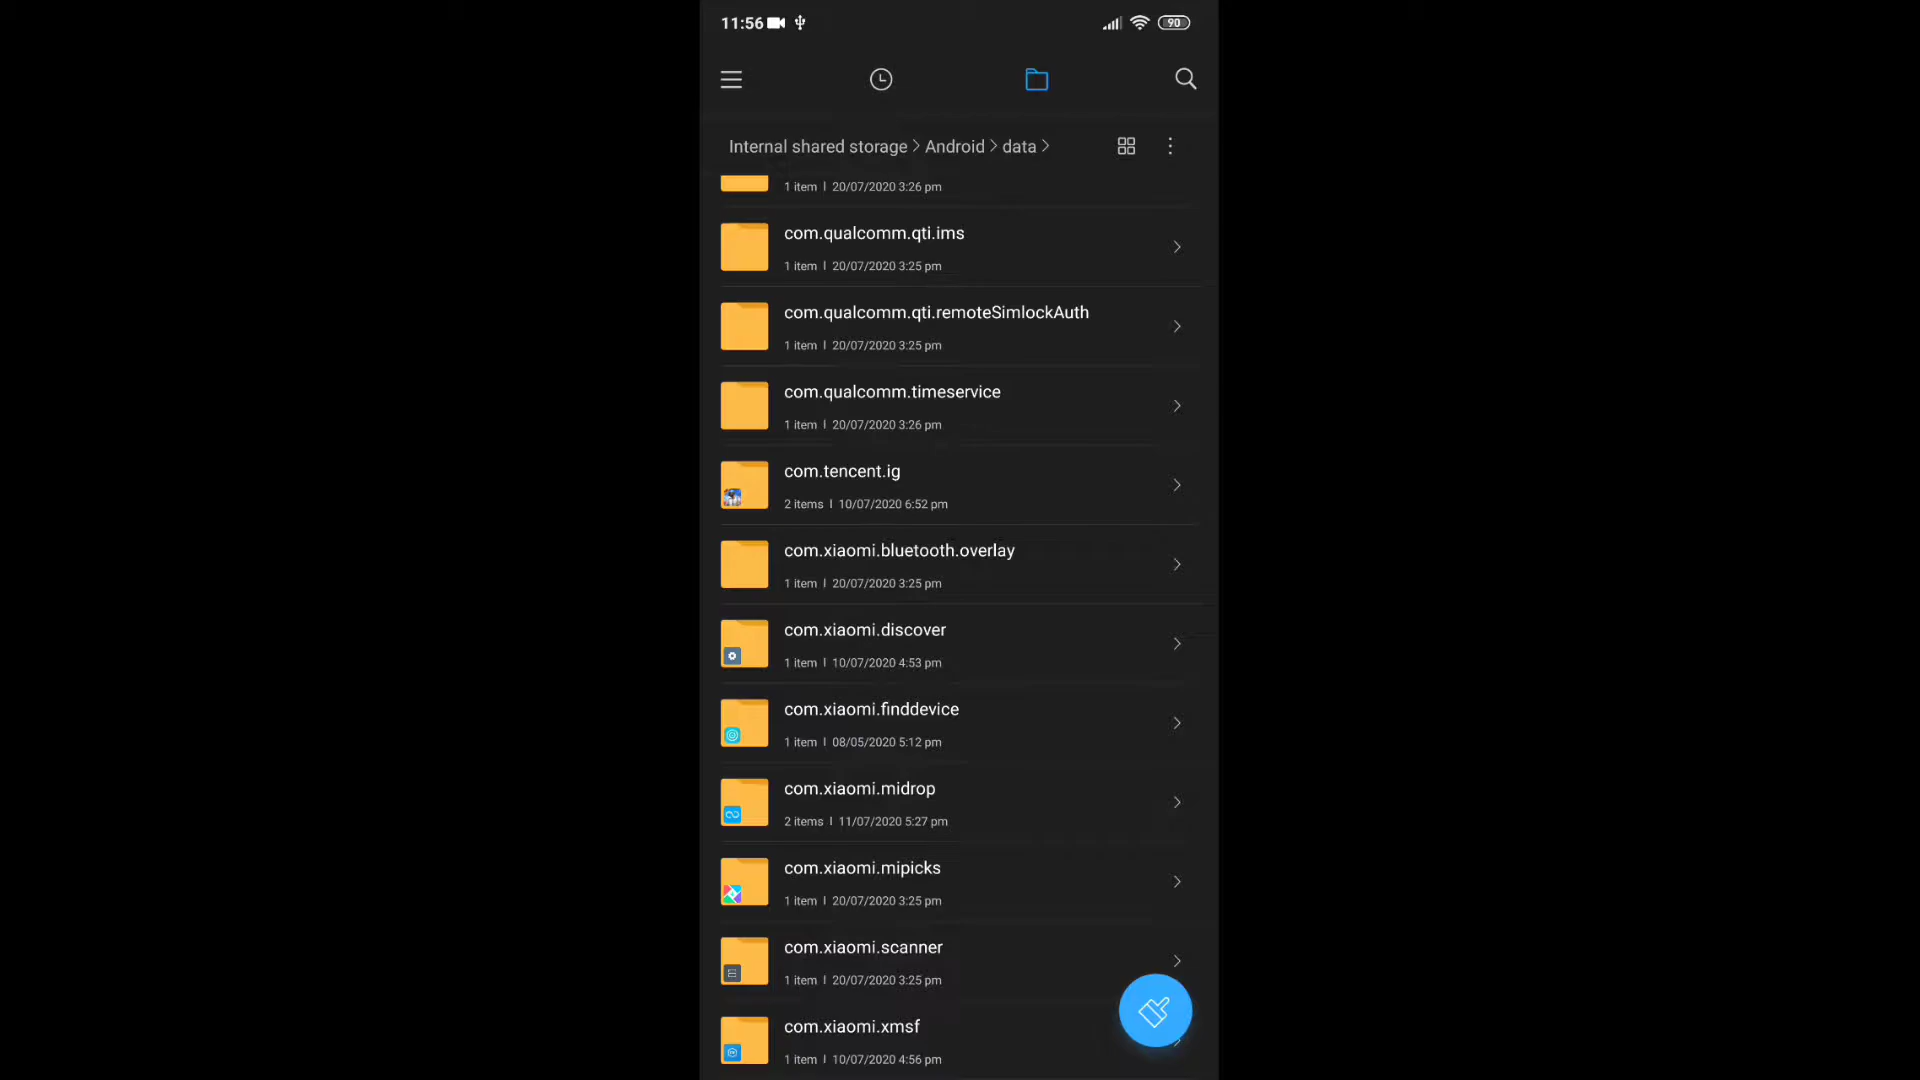 11:56
90
Internal shared storage > Android > data >
1 item | 20/07/2020 3:26 pm
com.qualcomm.qti.ims
1 item | 20/07/2020 3:25 pm
com.qualcomm.qti.remoteSimlockAuth
1 item | 20/07/2020 3:25 pm
com.qualcomm.timeservice
1 item | 20/07/2020 3:26 pm
com.tencent.ig
2 items | 10/07/2020 6:52 pm
com.xiaomi.bluetooth.overlay
1 item | 20/07/2020 3:25 pm
com.xiaomi.discover
1 item | 10/07/2020 4:53 pm
com.xiaomi.finddevice
1 item | 08/05/2020 5:12 pm
com.xiaomi.midrop
2 items | 11/07/2020 5:27 pm
com.xiaomi.mipicks
1 item | 20/07/2020 3:25 pm
com.xiaomi.scanner
1 item | 20/07/2020 3:25 pm
com.xiaomi.xmsf
1 item | 10/07/2020 4:56 pm